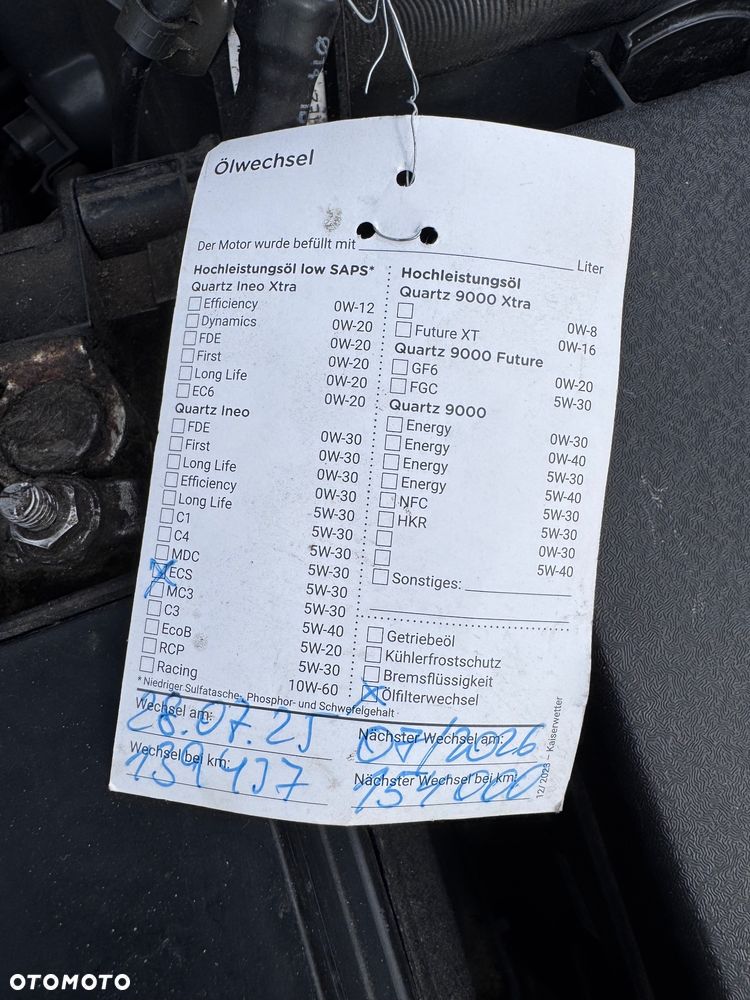 Ölwechsel
Der Motor wurde befüllt mit Liter
Hochleistungsöl low SAPS*
Quartz Ineo Xtra
Efficiency 0W-12
Dynamics 0W-20
FDE 0W-20
First 0W-20
Long Life 0W-20
EC6 0W-20
Quartz Ineo
FDE 0W-30
First 0W-30
Long Life 0W-30
Efficiency 0W-30
Long Life 5W-30
C1 5W-30
C4 5W-30
MDC 5W-30
ECS 5W-30
MC3 5W-30
C3 5W-40
EcoB 5W-20
RCP 5W-30
Racing 10W-60
* Niedriger Sulfatasche-, Phosphor- und Schwefelgehalt
Hochleistungsöl
Quartz 9000 Xtra
0W-8
Future XT 0W-16
Quartz 9000 Future
GF6 0W-20
FGC 5W-30
Quartz 9000
Energy 0W-30
Energy 0W-40
Energy 5W-30
Energy 5W-40
NFC 5W-30
HKR 5W-30
0W-30
5W-40
Sonstiges:
Getriebeöl
Kühlerfrostschutz
Bremsflüssigkeit
Ölfilterwechsel
Wechsel am: 28.07.25
Nächster Wechsel am: 07/2026
Wechsel bei km: 139437
Nächster Wechsel bei km: 154000
12/2023 – Kaiserwetter
OTOMOTO